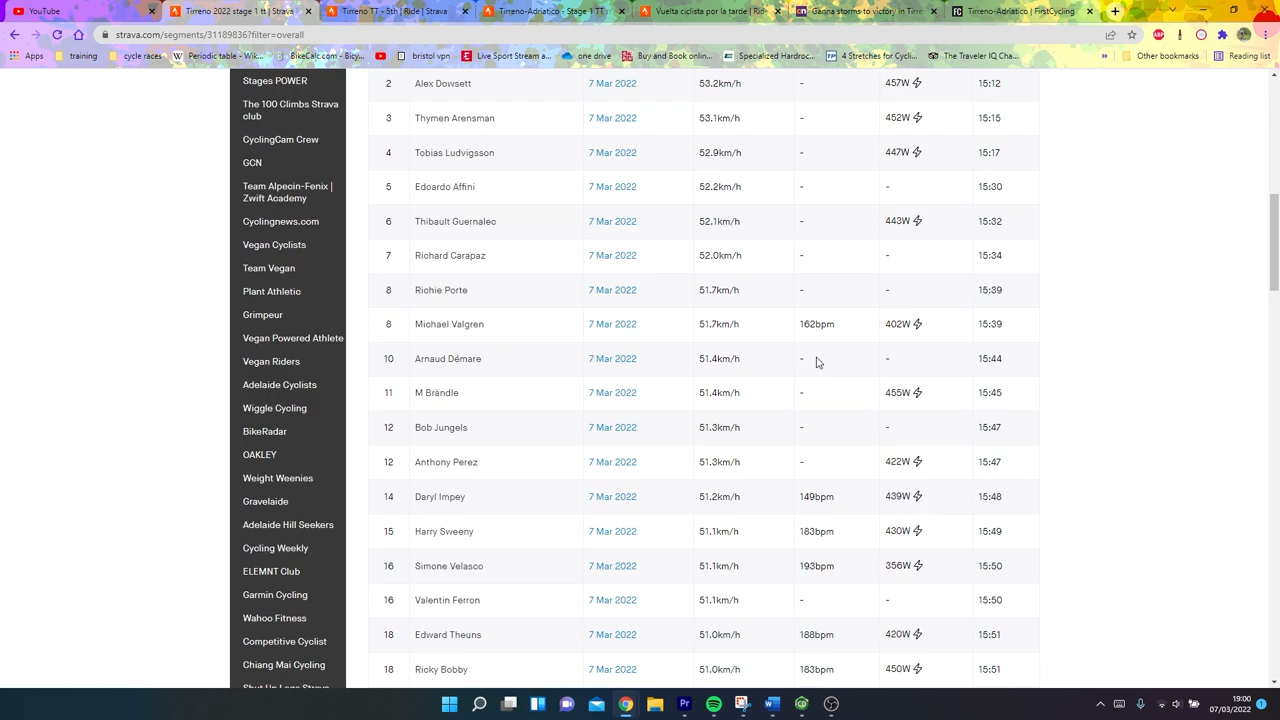 YouTube
Tirreno 2022 stage 1 tt | Strava S
Tirreno TT - 5th | Ride | Strava
Tirreno-Adriatico - Stage 1 TT
Vuelta ciclista por la tarde | Rid
Ganna storms to victory in Tirre
Tirreno-Adriatico | FirstCycling
strava.com/segments/31189836?filter=overall
Apps
training
cycle races
Periodic table - Wik...
BikeCalc.com - Bicy...
bristol vpn
Live Sport Stream a...
one drive
Buy and Book onlin...
Specialized Hardroc...
4 Stretches for Cycli...
The Traveler IQ Cha...
Other bookmarks
Reading list
Stages POWER
The 100 Climbs Strava
club
CyclingCam Crew
GCN
Team Alpecin-Fenix |
Zwift Academy
Cyclingnews.com
Vegan Cyclists
Team Vegan
Plant Athletic
Grimpeur
Vegan Powered Athlete
Vegan Riders
Adelaide Cyclists
Wiggle Cycling
BikeRadar
OAKLEY
Weight Weenies
Gravelaide
Adelaide Hill Seekers
Cycling Weekly
ELEMNT Club
Garmin Cycling
Wahoo Fitness
Competitive Cyclist
Chiang Mai Cycling
Shut Up Legs Strava
2 Alex Dowsett 7 Mar 2022 53.2km/h - 457W 15:12
3 Thymen Arensman 7 Mar 2022 53.1km/h - 452W 15:15
4 Tobias Ludvigsson 7 Mar 2022 52.9km/h - 447W 15:17
5 Edoardo Affini 7 Mar 2022 52.2km/h - - 15:30
6 Thibault Guernalec 7 Mar 2022 52.1km/h - 443W 15:32
7 Richard Carapaz 7 Mar 2022 52.0km/h - - 15:34
8 Richie Porte 7 Mar 2022 51.7km/h - - 15:39
8 Michael Valgren 7 Mar 2022 51.7km/h 162bpm 402W 15:39
10 Arnaud Démare 7 Mar 2022 51.4km/h - - 15:44
11 M Brändle 7 Mar 2022 51.4km/h - 455W 15:45
12 Bob Jungels 7 Mar 2022 51.3km/h - - 15:47
12 Anthony Perez 7 Mar 2022 51.3km/h - 422W 15:47
14 Daryl Impey 7 Mar 2022 51.2km/h 149bpm 439W 15:48
15 Harry Sweeny 7 Mar 2022 51.1km/h 183bpm 430W 15:49
16 Simone Velasco 7 Mar 2022 51.1km/h 193bpm 356W 15:50
16 Valentin Ferron 7 Mar 2022 51.1km/h - - 15:50
18 Edward Theuns 7 Mar 2022 51.0km/h 188bpm 420W 15:51
18 Ricky Bobby 7 Mar 2022 51.0km/h 183bpm 450W 15:51
19:00
07/03/2022